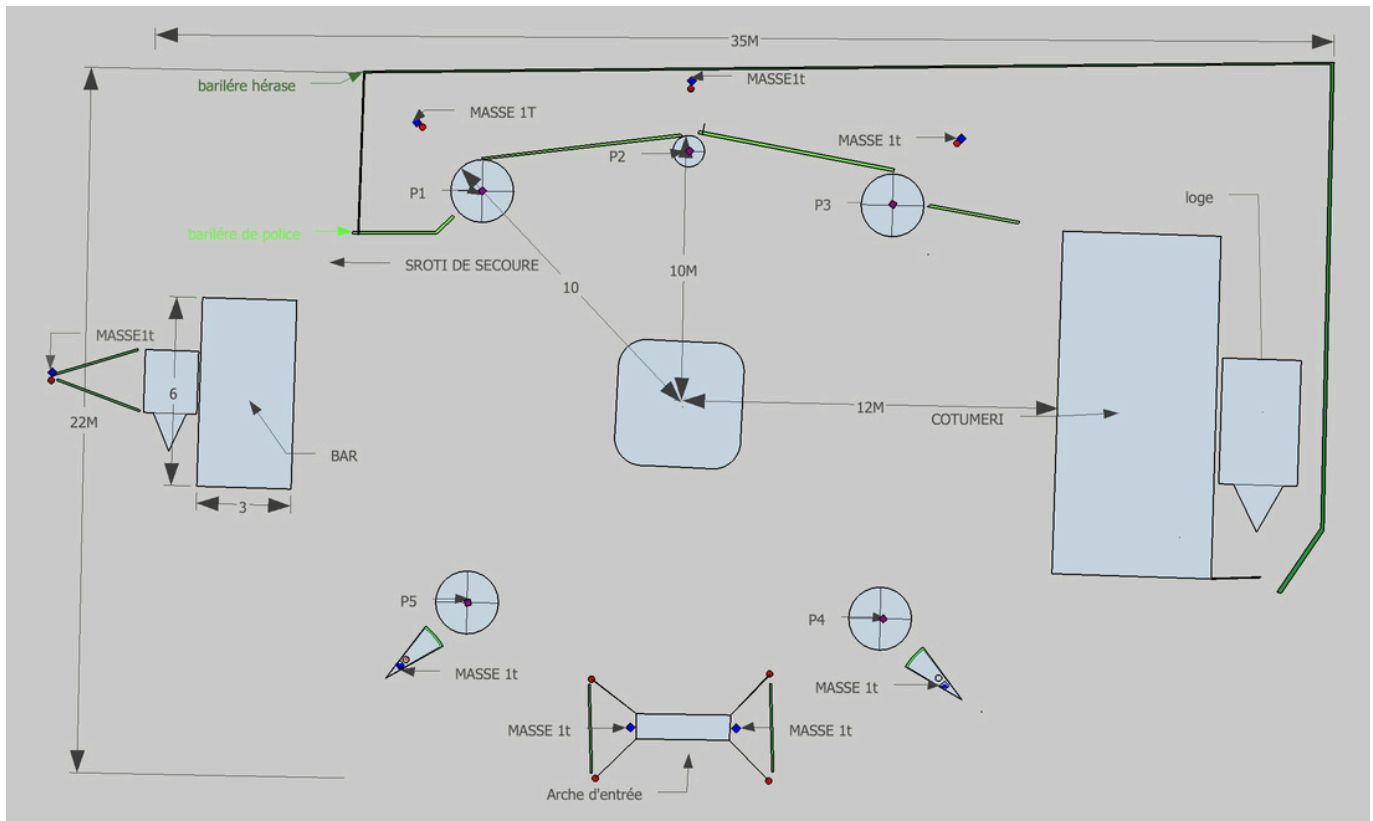 35M
barilére hérase
MASSE1t
MASSE 1T
MASSE 1t
P2
P1
P3
loge
barilére de police
SROTI DE SECOURE
10M
10
MASSE1t
6
22M
12M
COTUMERI
BAR
3
P5
P4
MASSE 1t
MASSE 1t
MASSE 1t
MASSE 1t
Arche d'entrée